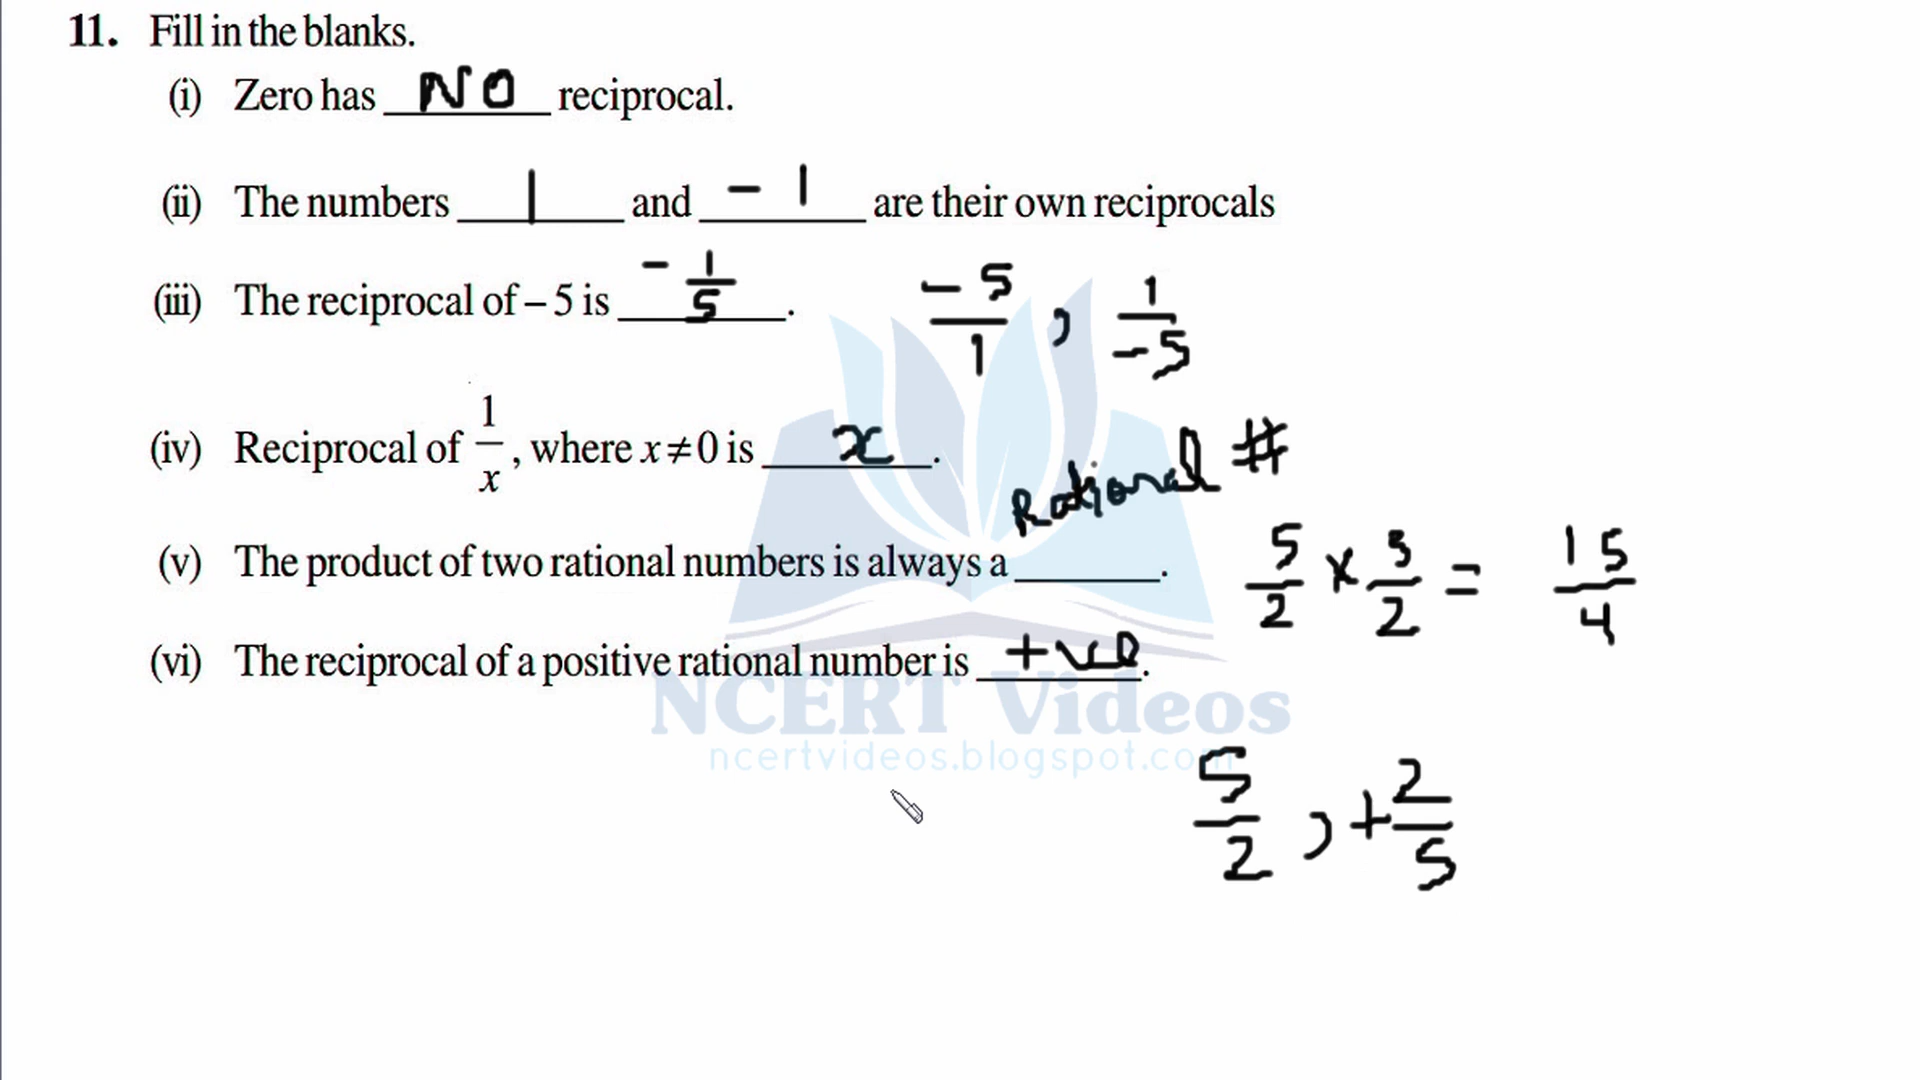 11. Fill in the blanks.
(i) Zero has NO reciprocal.
(ii) The numbers 1 and - 1 are their own reciprocals
(iii) The reciprocal of – 5 is - 1/5 . -5/1 , 1/-5
(iv) Reciprocal of 1/x , where x ≠ 0 is x .
Rational #
(v) The product of two rational numbers is always a ______. 5/2 x 3/2 = 15/4
(vi) The reciprocal of a positive rational number is +ve.
NCERT Videos
ncertvideos.blogspot.com
5/2 , +2/5